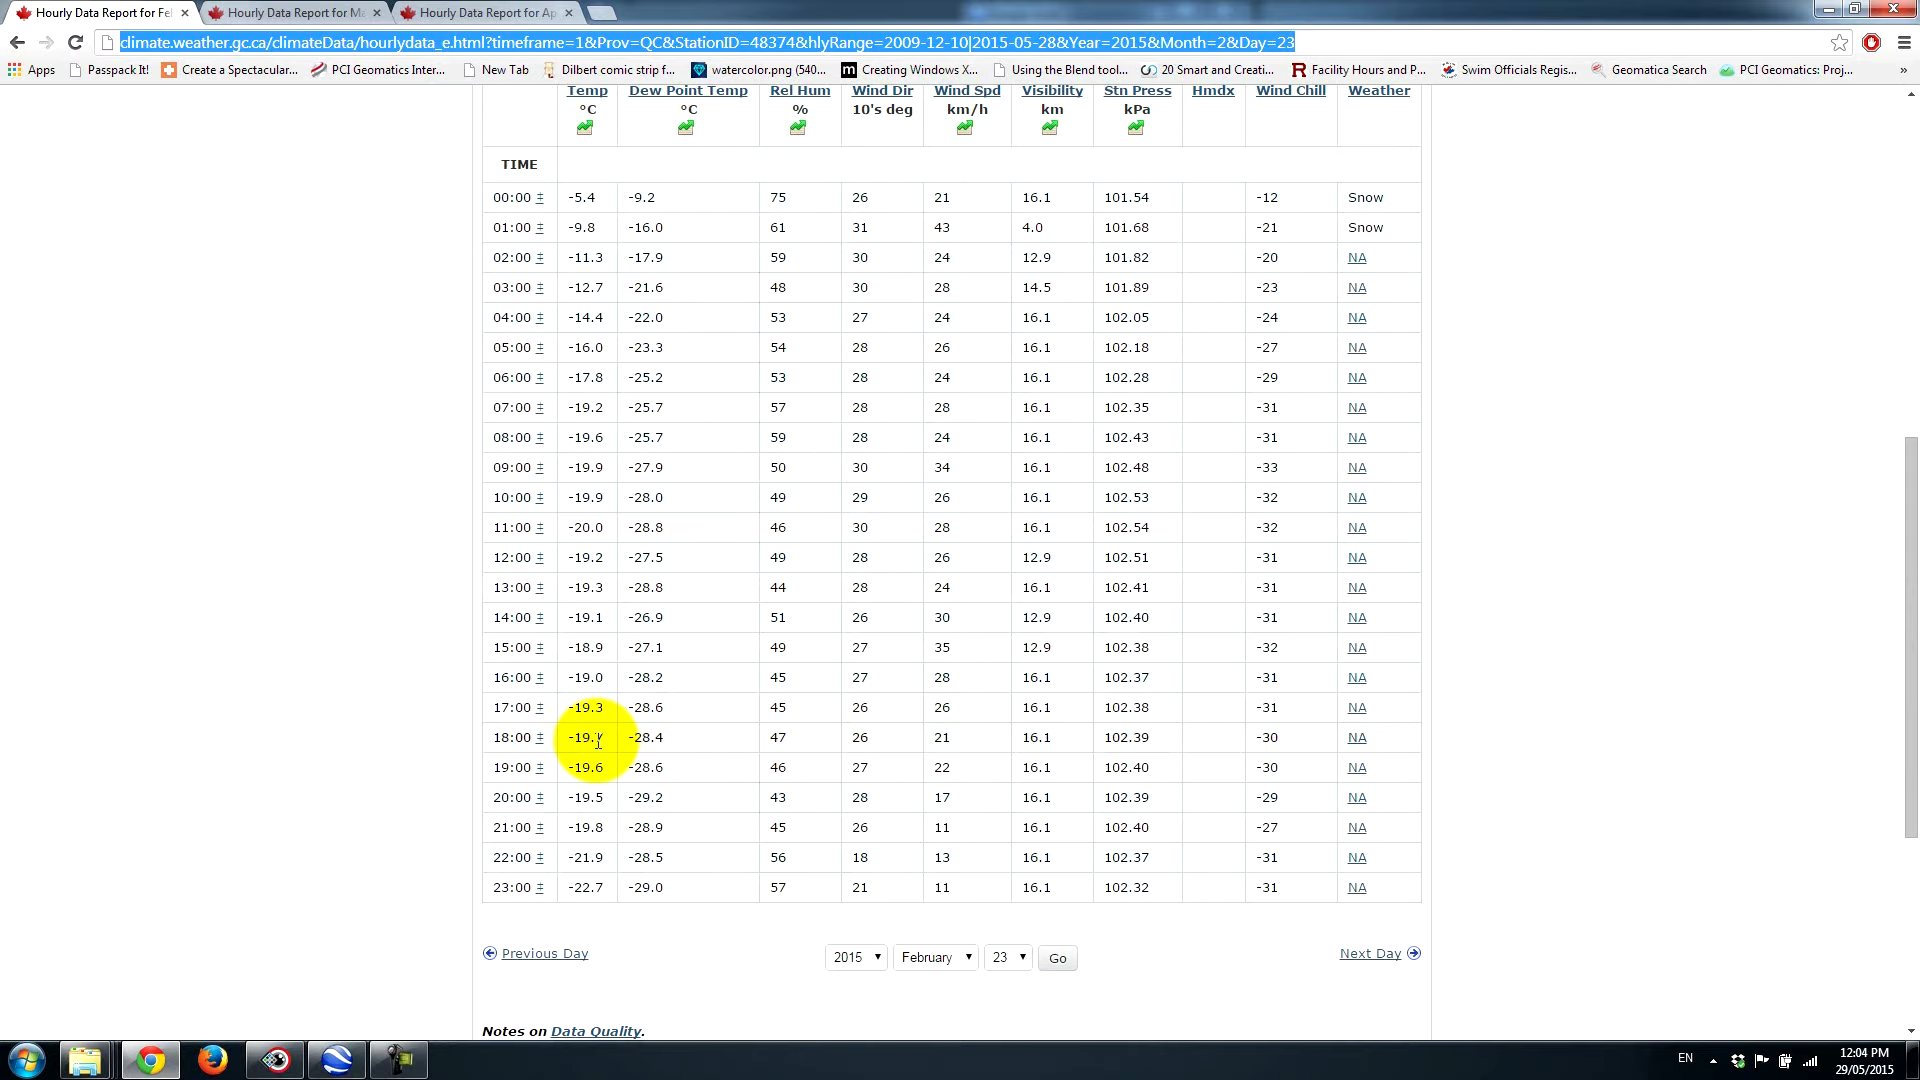 Hourly Data Report for Fe
Hourly Data Report for Ma
Hourly Data Report for Ap
climate.weather.gc.ca/climateData/hourlydata_e.html?timeframe=1&Prov=QC&StationID=48374&hlyRange=2009-12-10|2015-05-28&Year=2015&Month=2&Day=23
Apps Passpack It! Create a Spectacular... PCI Geomatics Inter... New Tab Dilbert comic strip f... watercolor.png (540... Creating Windows X... Using the Blend tool... 20 Smart and Creati... Facility Hours and P... Swim Officials Regis... Geomatica Search PCI Geomatics: Proj... »
Temp Dew Point Temp Rel Hum Wind Dir Wind Spd Visibility Stn Press Hmdx Wind Chill Weather
°C °C % 10's deg km/h km kPa
TIME
00:00 ‡ -5.4 -9.2 75 26 21 16.1 101.54 -12 Snow
01:00 ‡ -9.8 -16.0 61 31 43 4.0 101.68 -21 Snow
02:00 ‡ -11.3 -17.9 59 30 24 12.9 101.82 -20 NA
03:00 ‡ -12.7 -21.6 48 30 28 14.5 101.89 -23 NA
04:00 ‡ -14.4 -22.0 53 27 24 16.1 102.05 -24 NA
05:00 ‡ -16.0 -23.3 54 28 26 16.1 102.18 -27 NA
06:00 ‡ -17.8 -25.2 53 28 24 16.1 102.28 -29 NA
07:00 ‡ -19.2 -25.7 57 28 28 16.1 102.35 -31 NA
08:00 ‡ -19.6 -25.7 59 28 24 16.1 102.43 -31 NA
09:00 ‡ -19.9 -27.9 50 30 34 16.1 102.48 -33 NA
10:00 ‡ -19.9 -28.0 49 29 26 16.1 102.53 -32 NA
11:00 ‡ -20.0 -28.8 46 30 28 16.1 102.54 -32 NA
12:00 ‡ -19.2 -27.5 49 28 26 12.9 102.51 -31 NA
13:00 ‡ -19.3 -28.8 44 28 24 16.1 102.41 -31 NA
14:00 ‡ -19.1 -26.9 51 26 30 12.9 102.40 -31 NA
15:00 ‡ -18.9 -27.1 49 27 35 12.9 102.38 -32 NA
16:00 ‡ -19.0 -28.2 45 27 28 16.1 102.37 -31 NA
17:00 ‡ -19.3 -28.6 45 26 26 16.1 102.38 -31 NA
18:00 ‡ -28.4 47 26 21 16.1 102.39 -30 NA
19:00 ‡ -19.6 -28.6 46 27 22 16.1 102.40 -30 NA
20:00 ‡ -19.5 -29.2 43 28 17 16.1 102.39 -29 NA
21:00 ‡ -19.8 -28.9 45 26 11 16.1 102.40 -27 NA
22:00 ‡ -21.9 -28.5 56 18 13 16.1 102.37 -31 NA
23:00 ‡ -22.7 -29.0 57 21 11 16.1 102.32 -31 NA
Previous Day 2015 February 23 Go Next Day
Notes on Data Quality.
EN 12:04 PM
29/05/2015